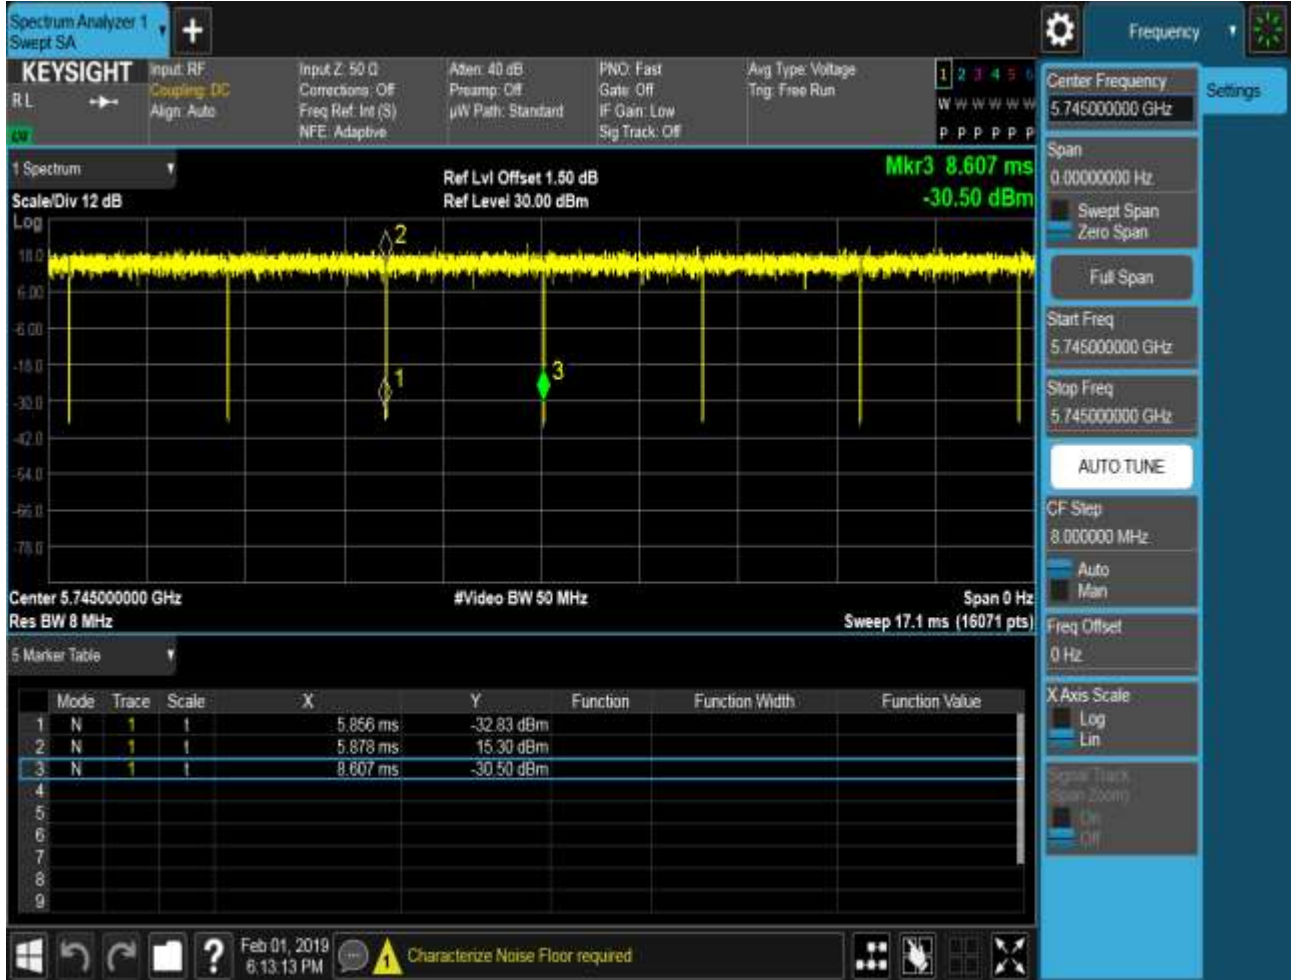 Spectrum Analyzer 1
Swept SA
+
Frequency
KEYSIGHT
R L
Input: RF
Coupling: DC
Align: Auto
Input Z: 50 Ω
Corrections: Off
Freq Ref: Int (S)
NFE: Adaptive
Atten: 40 dB
Preamp: Off
µW Path: Standard
PNO: Fast
Gate: Off
IF Gain: Low
Sig Track: Off
Avg Type: Voltage
Trig: Free Run
1 2 3 4 5 6
W W W W W W
P P P P P P
1 Spectrum
Scale/Div 12 dB
Ref Lvl Offset 1.50 dB
Ref Level 30.00 dBm
Mkr3 8.607 ms
-30.50 dBm
Log
18.0
6.00
-6.00
-18.0
-30.0
-42.0
-54.0
-66.0
-78.0
2
1
3
Center 5.745000000 GHz
#Video BW 50 MHz
Span 0 Hz
Res BW 8 MHz
Sweep 17.1 ms (16071 pts)
5 Marker Table
Mode Trace Scale X Y Function Function Width Function Value
1 N 1 t 5.856 ms -32.83 dBm
2 N 1 t 5.878 ms 15.30 dBm
3 N 1 t 8.607 ms -30.50 dBm
4
5
6
7
8
9
Center Frequency
5.745000000 GHz
Settings
Span
0.00000000 Hz
Swept Span
Zero Span
Full Span
Start Freq
5.745000000 GHz
Stop Freq
5.745000000 GHz
AUTO TUNE
CF Step
8.000000 MHz
Auto
Man
Freq Offset
0 Hz
X Axis Scale
Log
Lin
Signal Track
(Span Zoom)
On
Off
?
Feb 01, 2019
6:13:13 PM
1
Characterize Noise Floor required